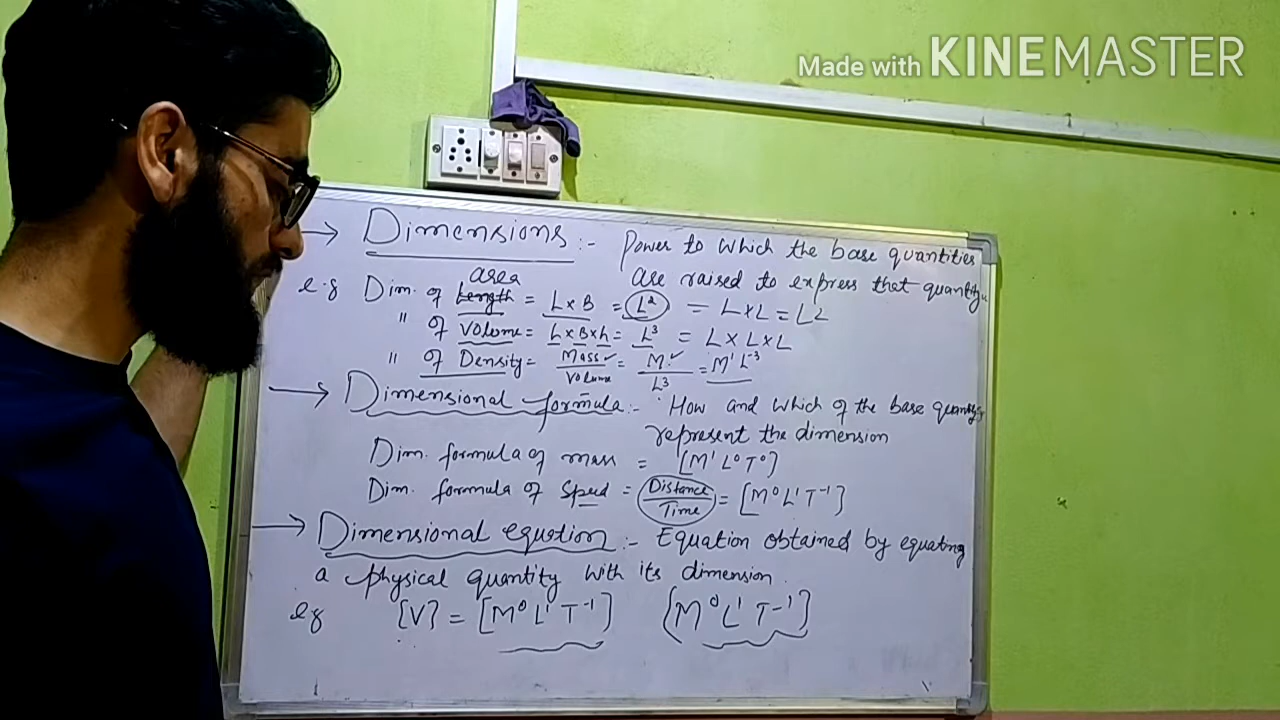 Made with KINEMASTER
→ Dimensions :- Power to which the base quantities
are raised to express that quantity.
area
e.g Dim. of Length = L×B = L² = L×L = L2
" of Volume = L×B×h = L³ = L×L×L
" of Density = Mass/Volume = M/L³ = M¹L⁻³
→ Dimensional formula :- How and which of the base quantity
represent the dimension
Dim. formula of mass = [M¹L⁰T⁰]
Dim. formula of Speed = Distance/Time = [M⁰L¹T⁻¹]
→ Dimensional equation :- Equation obtained by equating
a physical quantity with its dimension.
eg [V] = [M⁰L¹T⁻¹] [M⁰L¹T⁻¹]